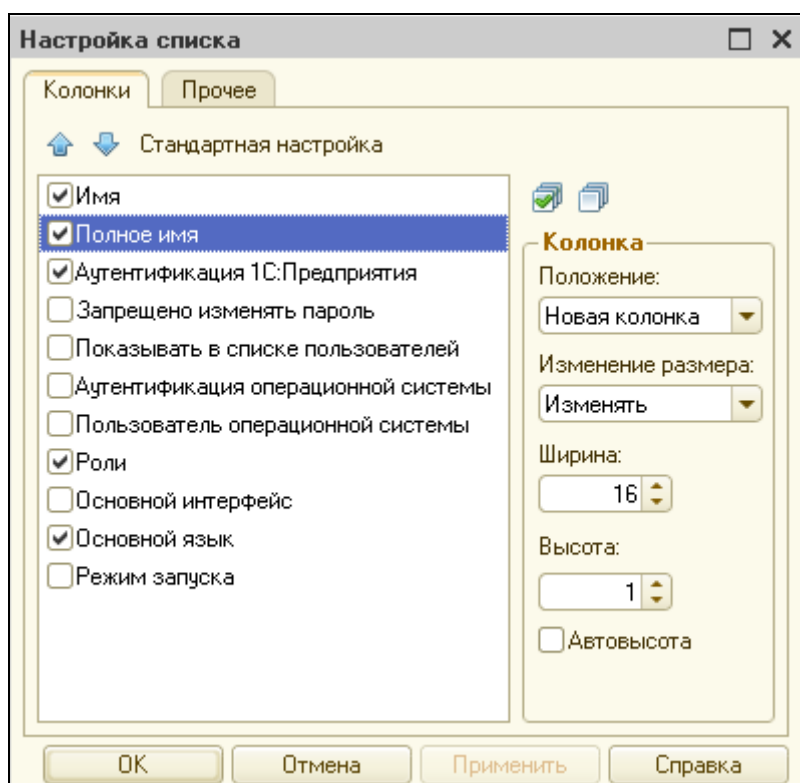 Настройка списка
Колонки
Прочее
Стандартная настройка
Имя
Полное имя
Аутентификация 1С:Предприятия
Запрещено изменять пароль
Показывать в списке пользователей
Аутентификация операционной системы
Пользователь операционной системы
Роли
Основной интерфейс
Основной язык
Режим запуска
Колонка
Положение:
Новая колонка
Изменение размера:
Изменять
Ширина:
16
Высота:
1
Автовысота
OK
Отмена
Применить
Справка